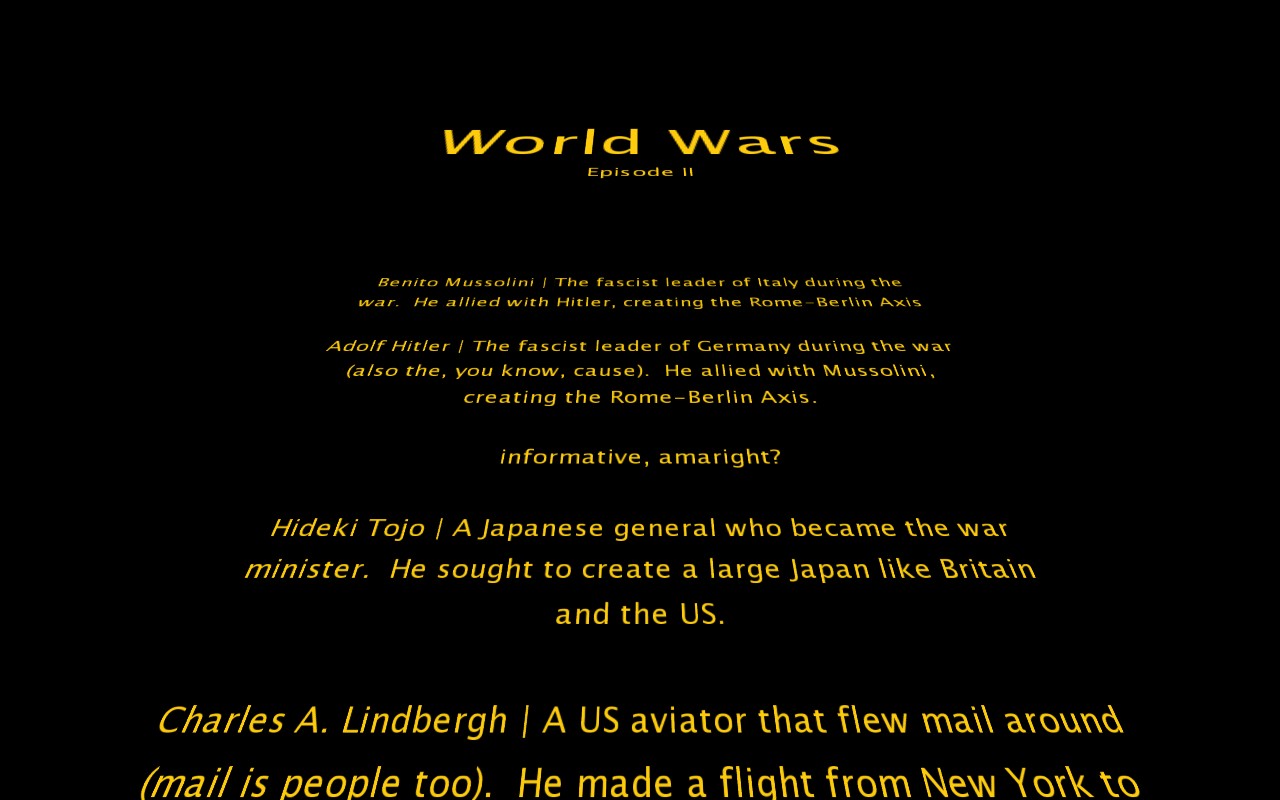 World Wars
Episode II
Benito Mussolini | The fascist leader of Italy during the
war.  He allied with Hitler, creating the Rome-Berlin Axis
Adolf Hitler | The fascist leader of Germany during the war
(also the, you know, cause).  He allied with Mussolini,
creating the Rome-Berlin Axis.
informative, amaright?
Hideki Tojo | A Japanese general who became the war
minister.  He sought to create a large Japan like Britain
and the US.
Charles A. Lindbergh | A US aviator that flew mail around
(mail is people too).  He made a flight from New York to